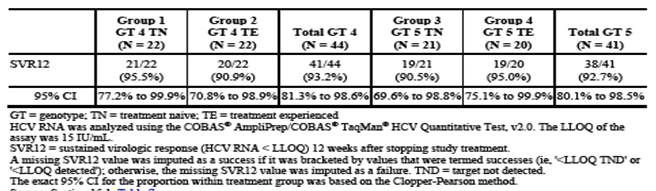 Group 1 Group 2 Group 3 Group 4
GT 4 TN GT 4 TE Total GT 4 GT 5 TN GT 5 TE Total GT 5
(N = 22) (N = 22) (N = 44) (N = 21) (N = 20) (N = 41)
SVR12 21/22 20/22 41/44 19/21 19/20 38/41
(95.5%) (90.9%) (93.2%) (90.5%) (95.0%) (92.7%)
95% CI 77.2% to 99.9% 70.8% to 98.9% 81.3% to 98.6% 69.6% to 98.8% 75.1% to 99.9% 80.1% to 98.5%
GT = genotype; TN = treatment naive; TE = treatment experienced
HCV RNA was analyzed using the COBAS® AmpliPrep/COBAS® TaqMan® HCV Quantitative Test, v2.0. The LLOQ of the
assay was 15 IU/mL.
SVR12 = sustained virologic response (HCV RNA < LLOQ) 12 weeks after stopping study treatment.
A missing SVR12 value was imputed as a success if it was bracketed by values that were termed successes (ie, '<LLOQ TND' or
'<LLOQ detected'); otherwise, the missing SVR12 value was imputed as a failure. TND = target not detected.
The exact 95% CI for the proportion within treatment group was based on the Clopper-Pearson method.